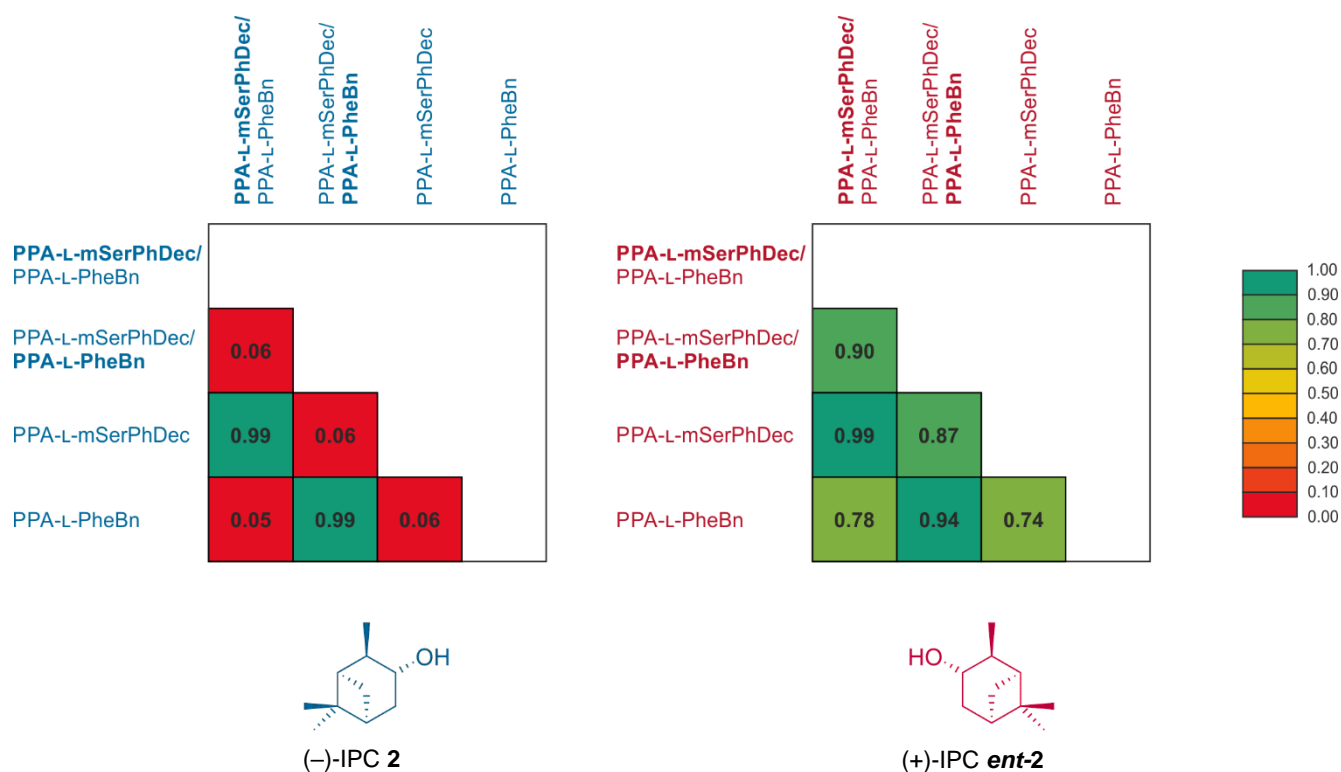 PPA-L-mSerPhDec/
PPA-L-PheBn
PPA-L-mSerPhDec/
PPA-L-PheBn
PPA-L-mSerPhDec
PPA-L-PheBn
PPA-L-mSerPhDec/
PPA-L-PheBn
PPA-L-mSerPhDec/
PPA-L-PheBn
0.06
PPA-L-mSerPhDec
0.99 0.06
PPA-L-PheBn
0.05 0.99 0.06
OH
(–)-IPC 2
PPA-L-mSerPhDec/
PPA-L-PheBn
PPA-L-mSerPhDec/
PPA-L-PheBn
PPA-L-mSerPhDec
PPA-L-PheBn
PPA-L-mSerPhDec/
PPA-L-PheBn
PPA-L-mSerPhDec/
PPA-L-PheBn
0.90
PPA-L-mSerPhDec
0.99 0.87
PPA-L-PheBn
0.78 0.94 0.74
HO
(+)-IPC ent-2
1.00
0.90
0.80
0.70
0.60
0.50
0.40
0.30
0.20
0.10
0.00